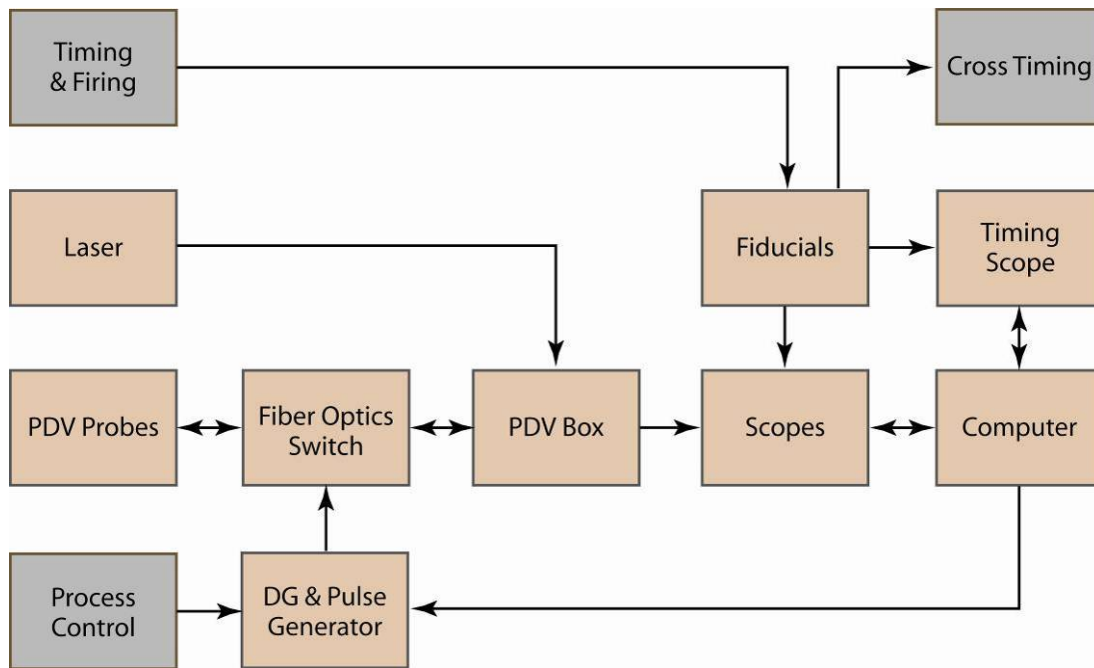 Timing
& Firing
Cross Timing
Laser
Fiducials
Timing
Scope
PDV Probes
Fiber Optics
Switch
PDV Box
Scopes
Computer
Process
Control
DG & Pulse
Generator